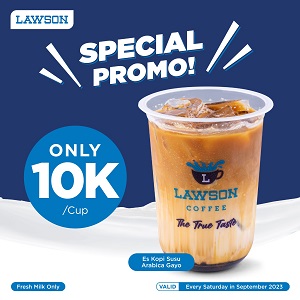 LAWSON
SPECIAL
PROMO!
ONLY
10K
/Cup
L
LAWSON
COFFEE
The True Taste
Es Kopi Susu
Arabica Gayo
Fresh Milk Only
VALID Every Saturday in September 2023